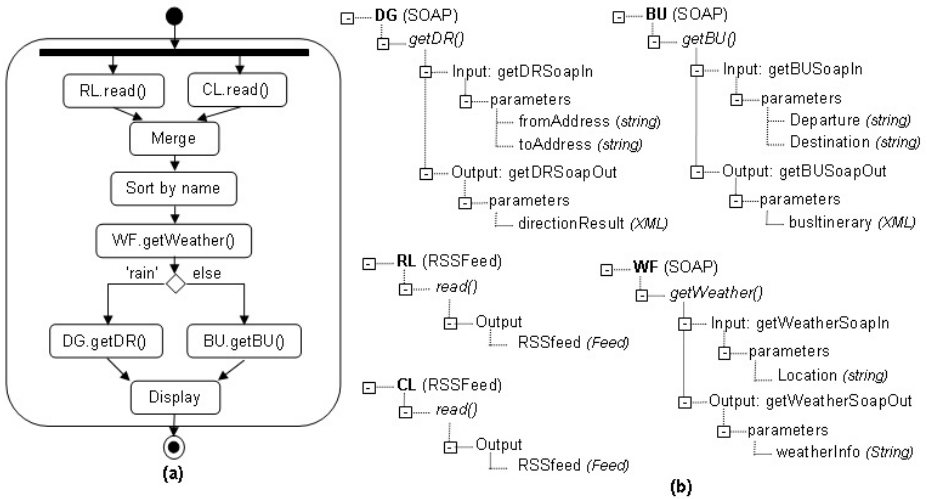 RL.read()
CL.read()
Merge
Sort by name
WF.getWeather()
'rain'
else
DG.getDR()
BU.getBU()
Display
(a)
DG (SOAP)
getDR()
Input: getDRSoapIn
parameters
fromAddress (string)
toAddress (string)
Output: getDRSoapOut
parameters
directionResult (XML)
BU (SOAP)
getBU()
Input: getBUSoapIn
parameters
Departure (string)
Destination (string)
Output: getBUSoapOut
parameters
busItinerary (XML)
RL (RSSFeed)
read()
Output
RSSfeed (Feed)
CL (RSSFeed)
read()
Output
RSSfeed (Feed)
WF (SOAP)
getWeather()
Input: getWeatherSoapIn
parameters
Location (string)
Output: getWeatherSoapOut
parameters
weatherInfo (String)
(b)